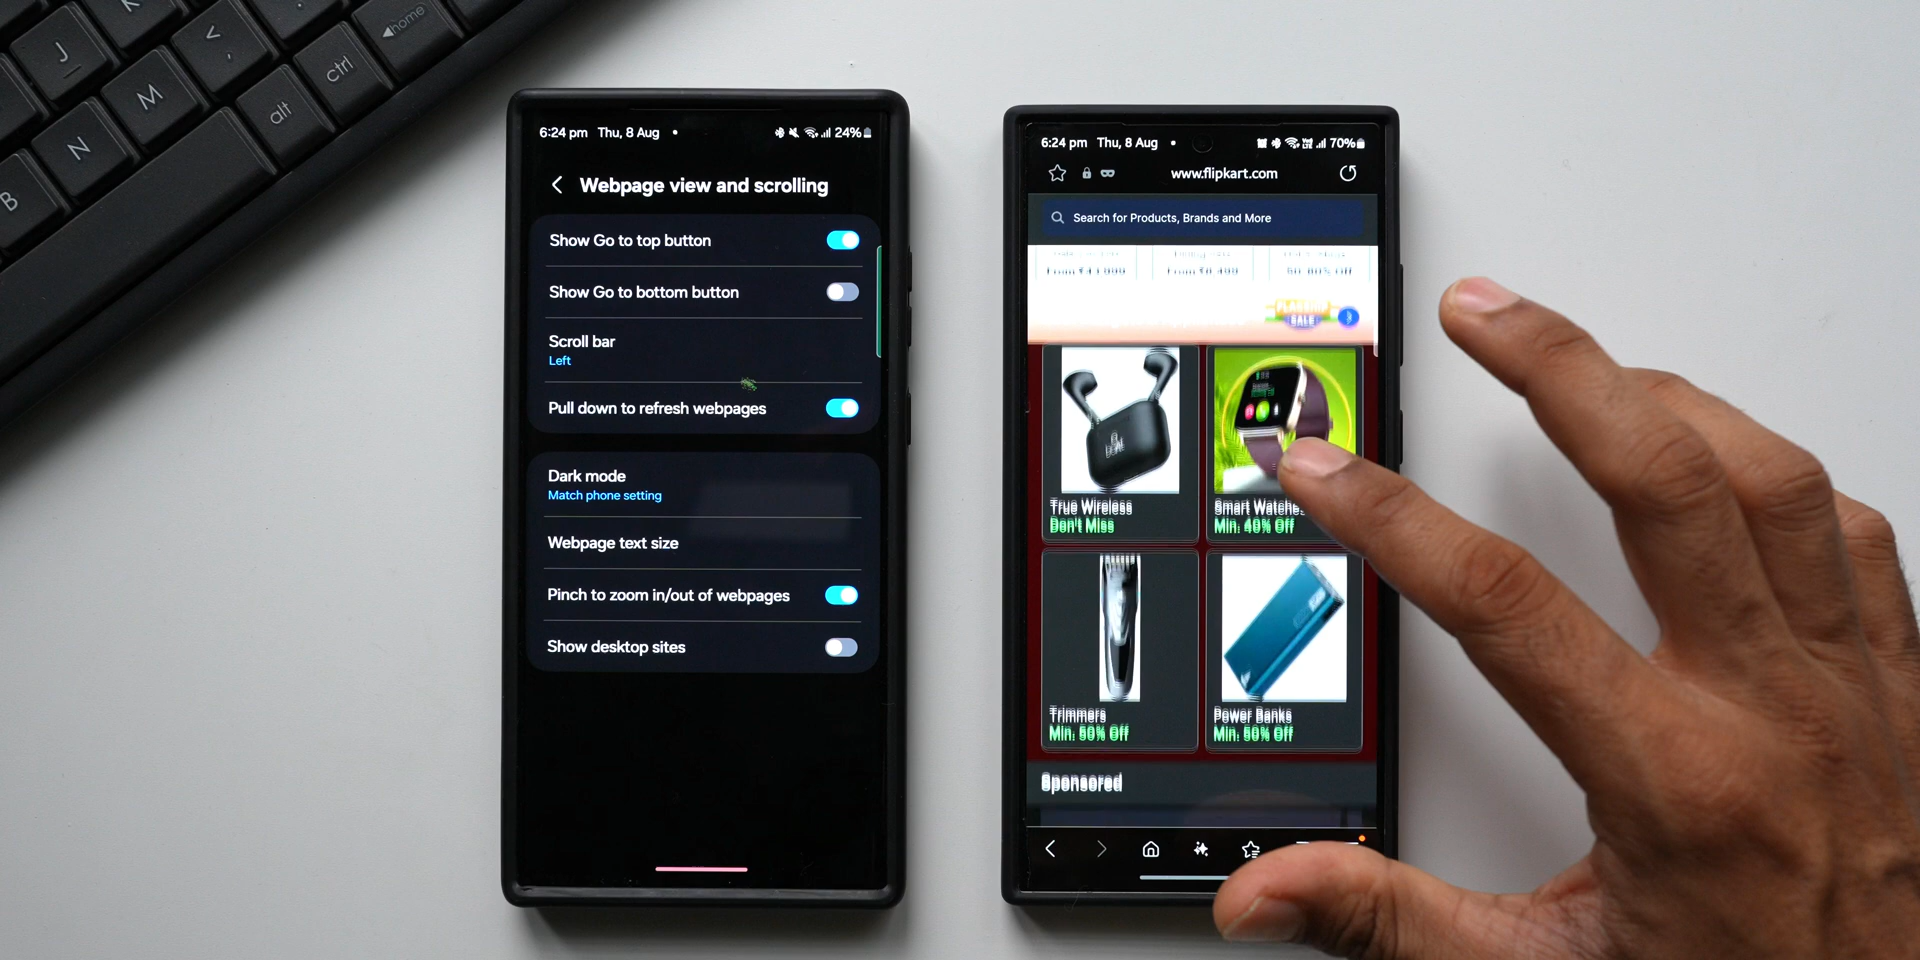 J
K
<
,
home
N
M
alt
ctrl
B
6:24 pm Thu, 8 Aug
24%
Webpage view and scrolling
Show Go to top button
Show Go to bottom button
Scroll bar
Left
Pull down to refresh webpages
Dark mode
Match phone setting
Webpage text size
Pinch to zoom in/out of webpages
Show desktop sites
6:24 pm Thu, 8 Aug
70%
www.flipkart.com
Search for Products, Brands and More
SALE
True Wireless
Don't Miss
Smart Watches
Min. 40% Off
Trimmers
Min. 50% Off
Power Banks
Min. 50% Off
Sponsored